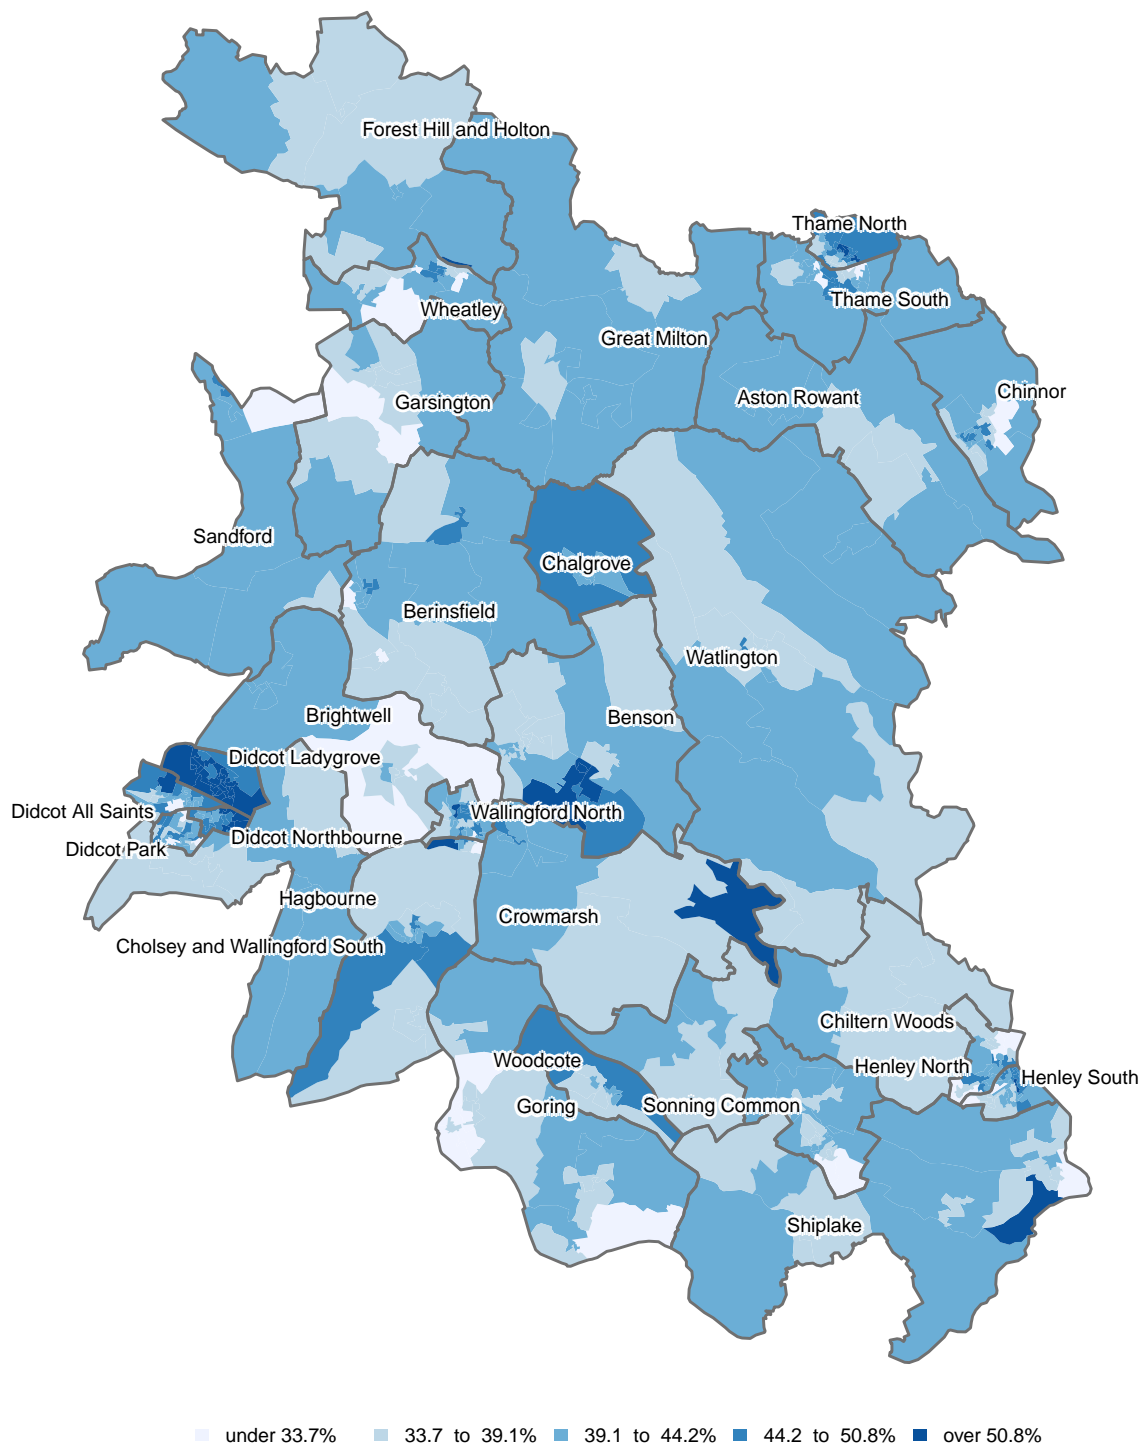 Forest Hill and Holton
Thame North
Thame South
Wheatley
Great Milton
Chinnor
Aston Rowant
Garsington
Sandford
Chalgrove
Berinsfield
Watlington
Brightwell
Benson
Didcot Ladygrove
Didcot All Saints
Wallingford North
Didcot Northbourne
Didcot Park
Hagbourne
Crowmarsh
Cholsey and Wallingford South
Chiltern Woods
Woodcote
Henley North
Henley South
Goring
Sonning Common
Shiplake
under 33.7% 33.7 to 39.1% 39.1 to 44.2% 44.2 to 50.8% over 50.8%